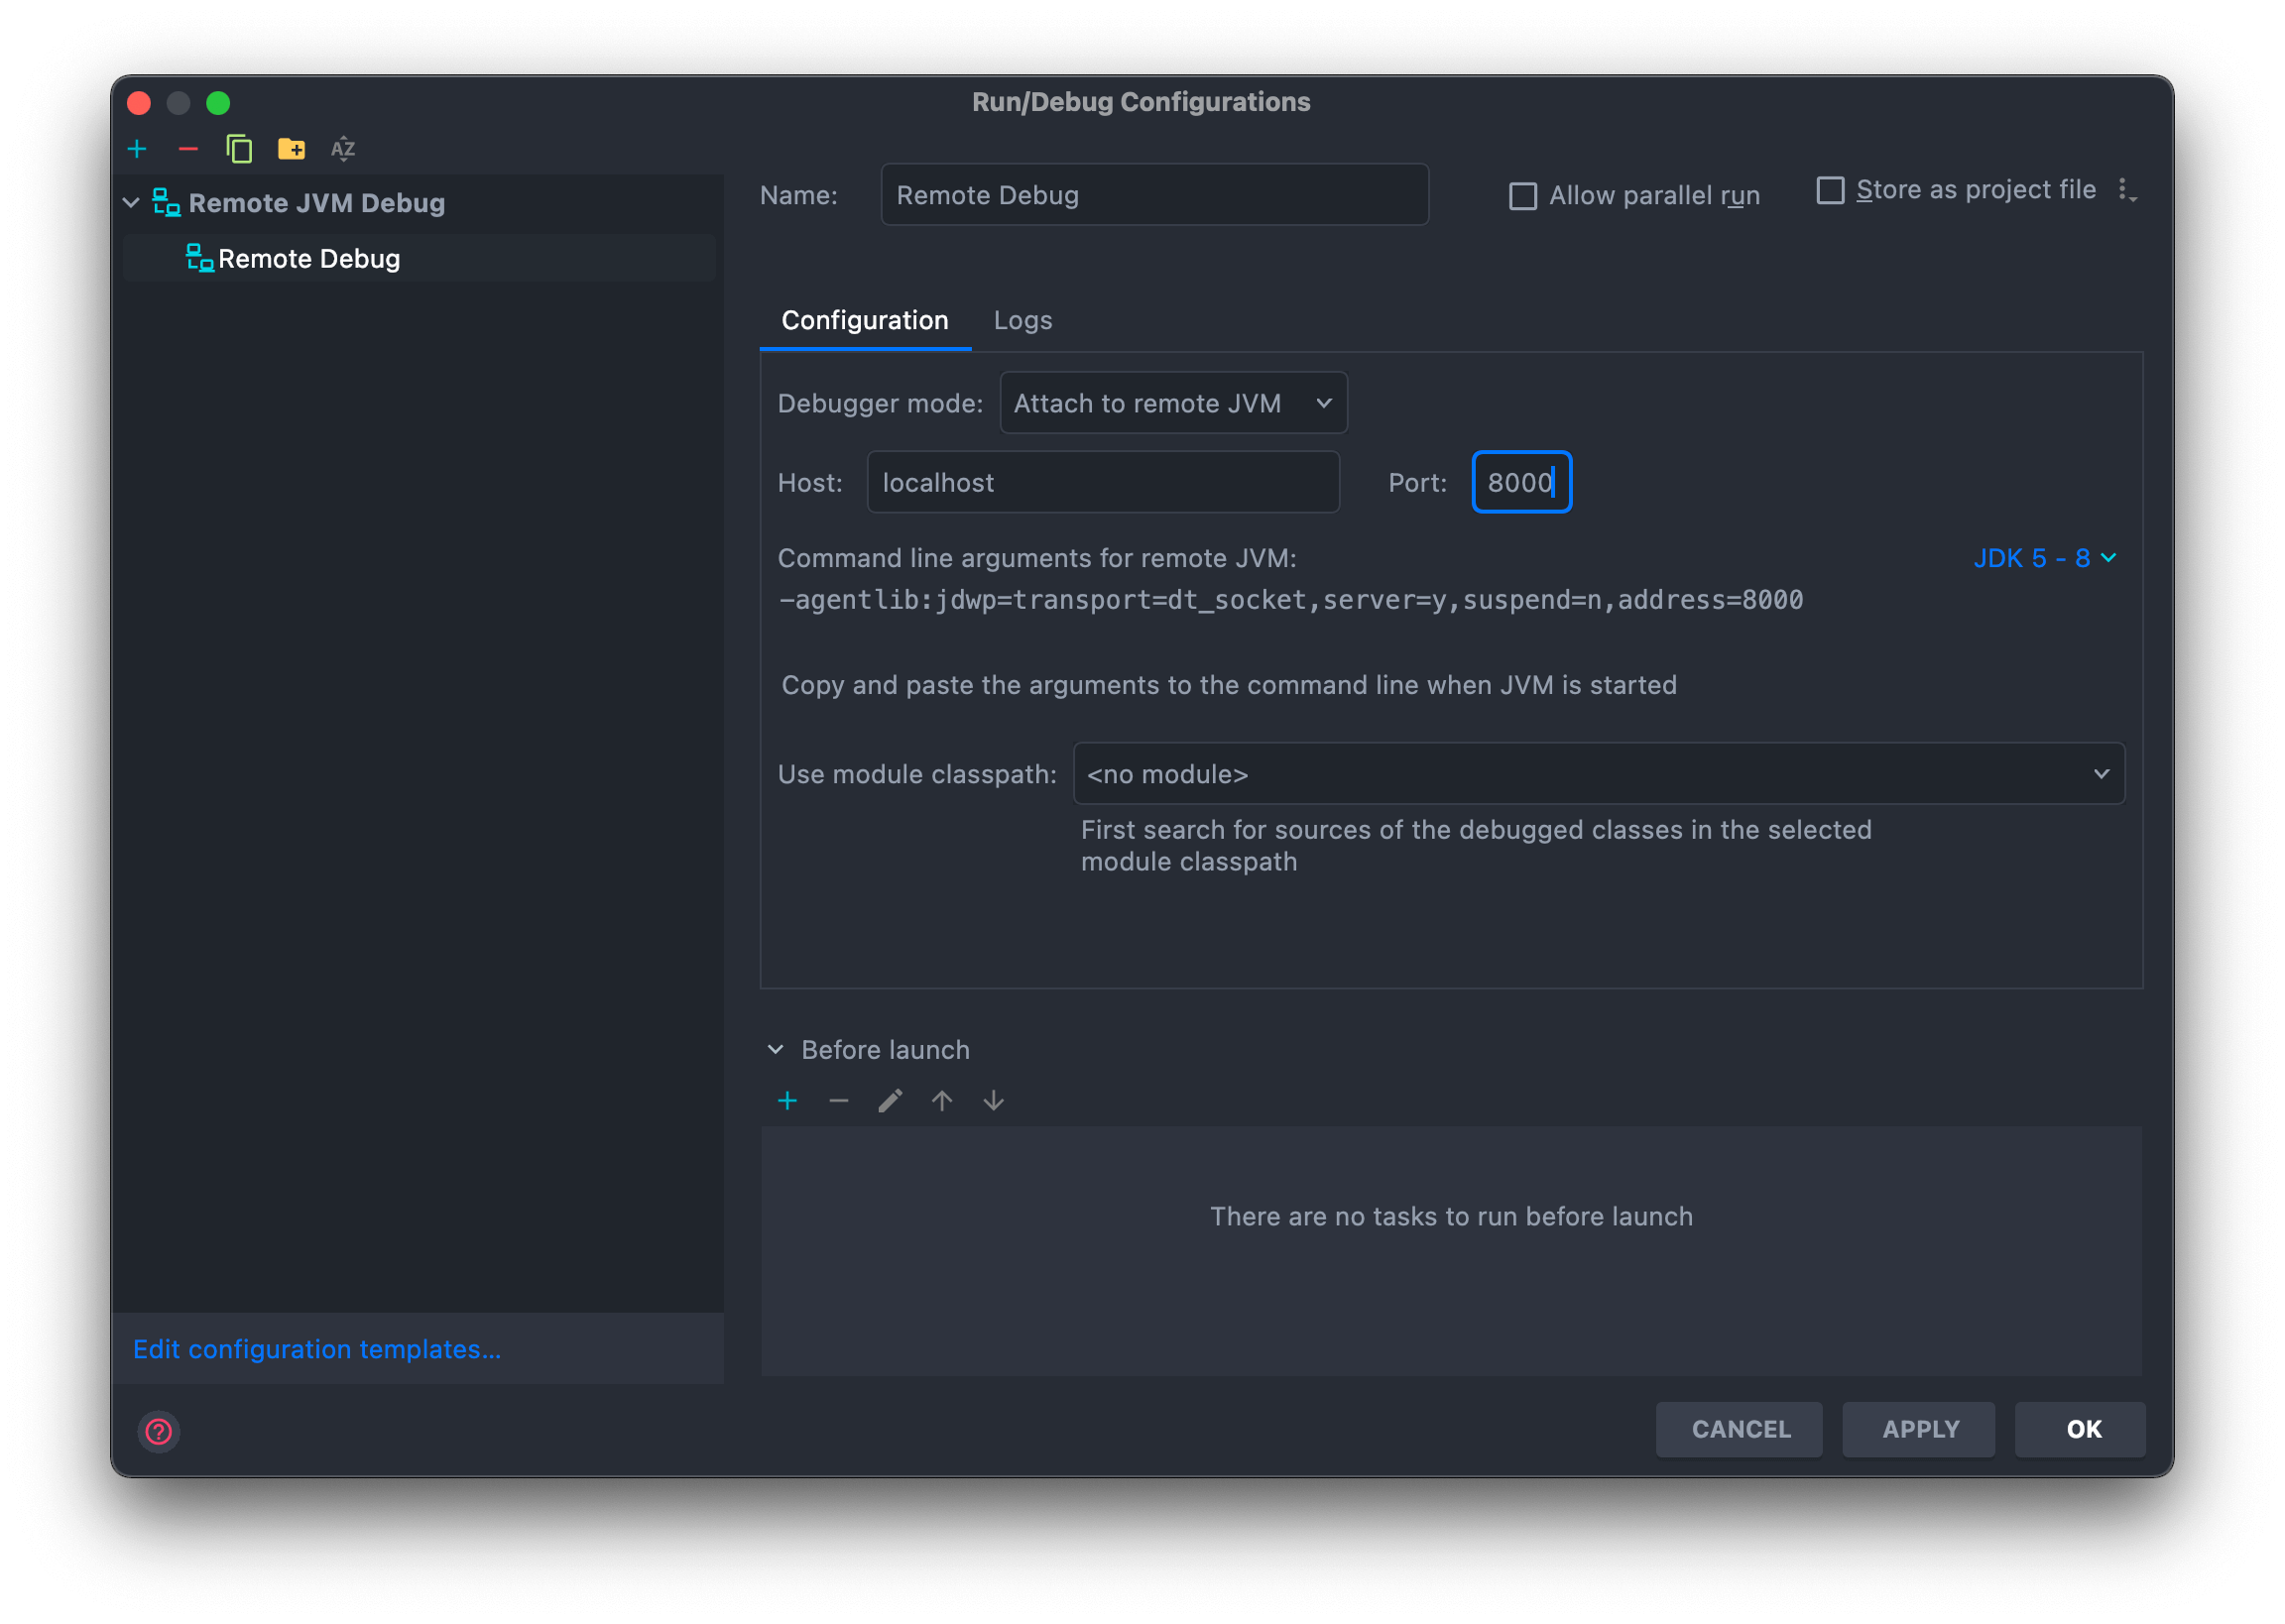 Run/Debug Configurations
AZ
Remote JVM Debug
Remote Debug
Edit configuration templates...
?
Name: Remote Debug Allow parallel run Store as project file
Configuration Logs
Debugger mode: Attach to remote JVM
Host: localhost Port: 8000
Command line arguments for remote JVM: JDK 5 - 8
-agentlib:jdwp=transport=dt_socket,server=y,suspend=n,address=8000
Copy and paste the arguments to the command line when JVM is started
Use module classpath: <no module>
First search for sources of the debugged classes in the selected
module classpath
Before launch
There are no tasks to run before launch
CANCEL APPLY OK